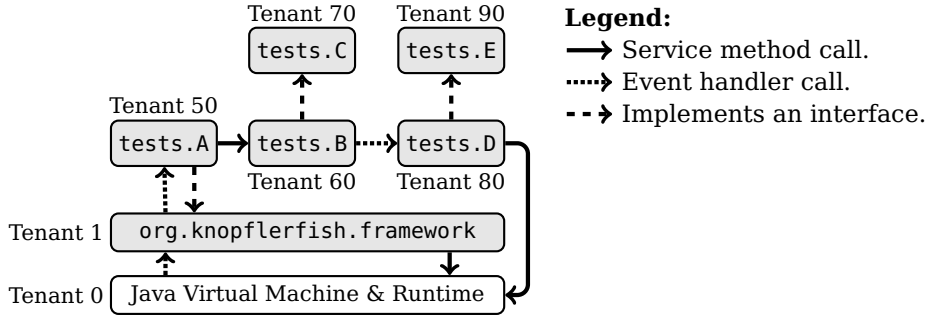 Tenant 70
Tenant 90
tests.C
tests.E
Tenant 50
tests.A
tests.B
tests.D
Tenant 60
Tenant 80
Tenant 1
org.knopflerfish.framework
Tenant 0
Java Virtual Machine & Runtime
Legend:
Service method call.
Event handler call.
Implements an interface.